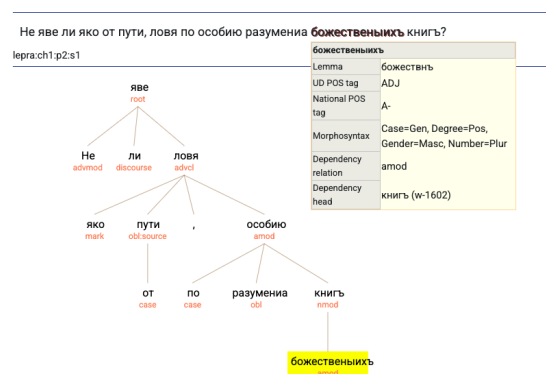 Не яве ли яко от пути, ловя по особию разумениа божественыихъ книгъ?
lepra:ch1:p2:s1
божественыихъ
Lemma божествнъ
UD POS tag ADJ
National POS tag A-
Morphosyntax Case=Gen, Degree=Pos, Gender=Masc, Number=Plur
Dependency relation amod
Dependency head книгъ (w-1602)
яве
root
Не ли ловя
advmod discourse advcl
яко пути , особию
mark obl:source amod
от по разумениа книгъ
case case obl nmod
божественыихъ
amod